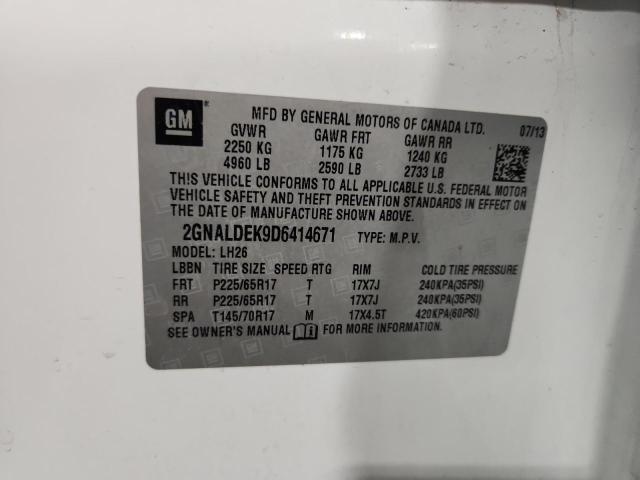 GM ®
MFD BY GENERAL MOTORS OF CANADA LTD. 07/13
GVWR GAWR FRT GAWR RR
2250 KG 1175 KG 1240 KG
4960 LB 2590 LB 2733 LB
THIS VEHICLE CONFORMS TO ALL APPLICABLE U.S. FEDERAL MOTOR
VEHICLE SAFETY AND THEFT PREVENTION STANDARDS IN EFFECT ON
THE DATE OF MANUFACTURE SHOWN ABOVE.
2GNALDEK9D6414671 TYPE: M.P.V.
MODEL: LH26
LBBN TIRE SIZE SPEED RTG RIM COLD TIRE PRESSURE
FRT P225/65R17 T 17X7J 240KPA(35PSI)
RR P225/65R17 T 17X7J 240KPA(35PSI)
SPA T145/70R17 M 17X4.5T 420KPA(60PSI)
SEE OWNER'S MANUAL FOR MORE INFORMATION.